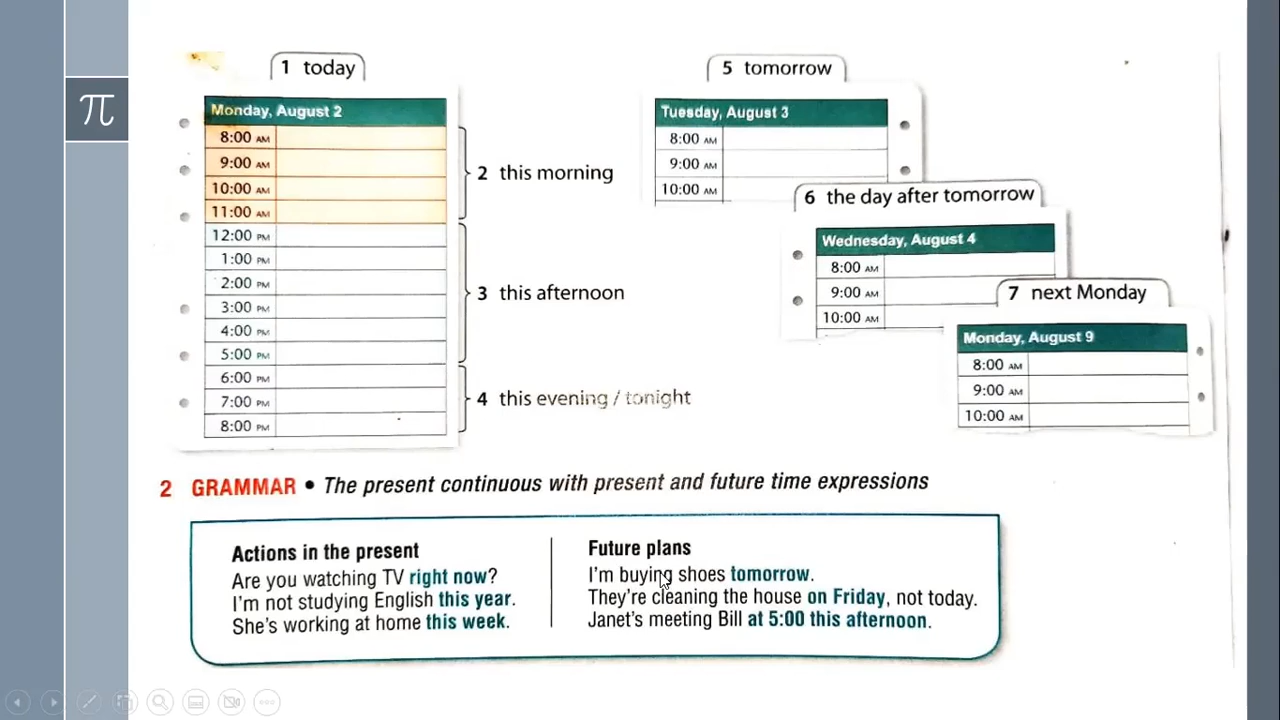 π
1 today
Monday, August 2
8:00 AM
9:00 AM
10:00 AM
11:00 AM
12:00 PM
1:00 PM
2:00 PM
3:00 PM
4:00 PM
5:00 PM
6:00 PM
7:00 PM
8:00 PM
2 this morning
3 this afternoon
4 this evening / tonight
5 tomorrow
Tuesday, August 3
8:00 AM
9:00 AM
10:00 AM
6 the day after tomorrow
Wednesday, August 4
8:00 AM
9:00 AM
10:00 AM
7 next Monday
Monday, August 9
8:00 AM
9:00 AM
10:00 AM
2 GRAMMAR • The present continuous with present and future time expressions
Actions in the present
Are you watching TV right now?
I'm not studying English this year.
She's working at home this week.
Future plans
I'm buying shoes tomorrow.
They're cleaning the house on Friday, not today.
Janet's meeting Bill at 5:00 this afternoon.